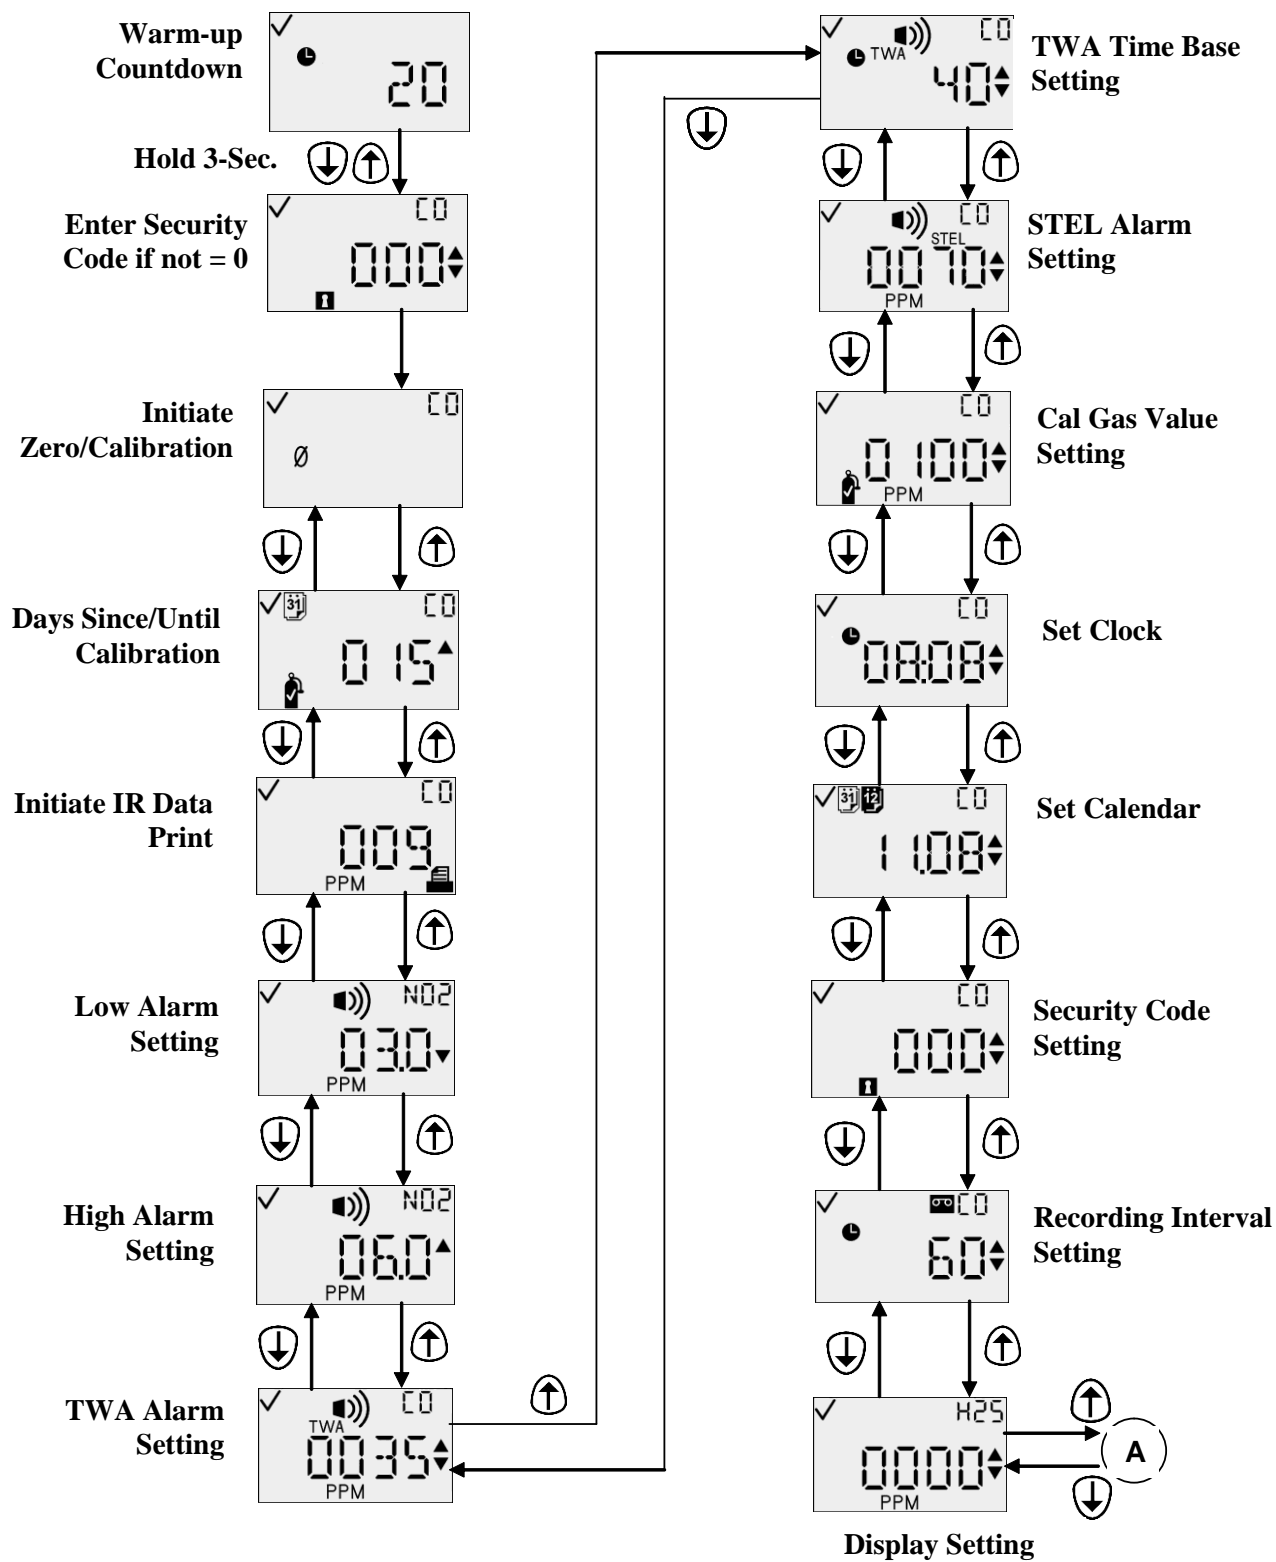 Warm-up
Countdown
20
Hold 3-Sec.
Enter Security
Code if not = 0
CO
000
Initiate
Zero/Calibration
CO
Ø
Days Since/Until
Calibration
31
CO
015
Initiate IR Data
Print
CO
009
PPM
Low Alarm
Setting
NO2
03.0
PPM
High Alarm
Setting
NO2
06.0
PPM
TWA Alarm
Setting
CO
TWA
0035
PPM
TWA Time Base
Setting
CO
TWA
40
STEL Alarm
Setting
CO
STEL
0070
PPM
Cal Gas Value
Setting
CO
0100
PPM
Set Clock
CO
08:08
Set Calendar
31 12
CO
11.08
Security Code
Setting
CO
000
Recording Interval
Setting
CO
60
H2S
0000
PPM
A
Display Setting